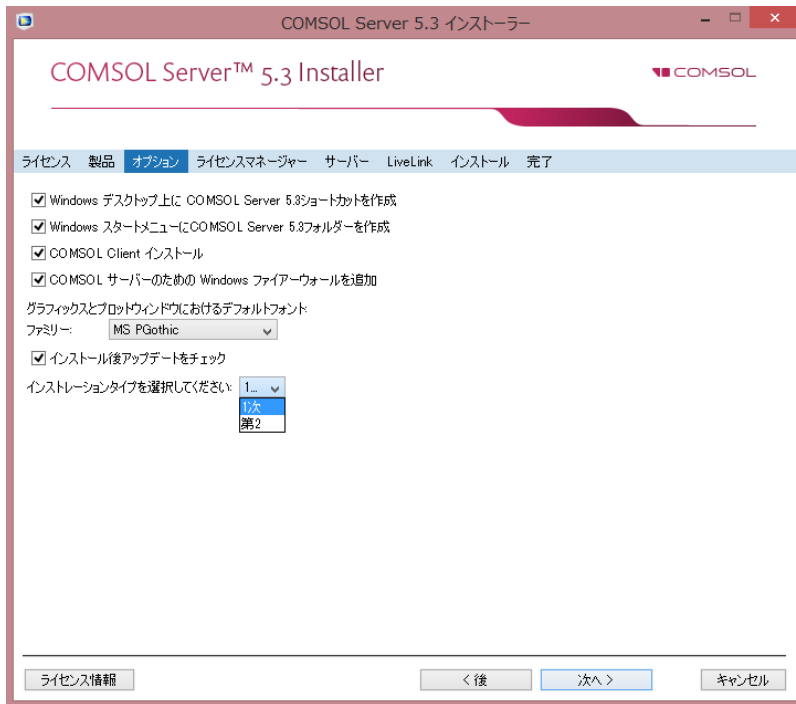 COMSOL Server 5.3 インストーラー
COMSOL Server™ 5.3 Installer
COMSOL
ライセンス 製品 オプション ライセンスマネージャー サーバー LiveLink インストール 完了
Windows デスクトップ上に COMSOL Server 5.3ショートカットを作成
Windows スタートメニューにCOMSOL Server 5.3フォルダーを作成
COMSOL Client インストール
COMSOL サーバーのための Windows ファイアーウォールを追加
グラフィックスとプロットウィンドウにおけるデフォルトフォント:
ファミリー: MS PGothic
インストール後アップデートをチェック
インストレーションタイプを選択してください: 1...
1次
第2
ライセンス情報 < 後 次へ > キャンセル